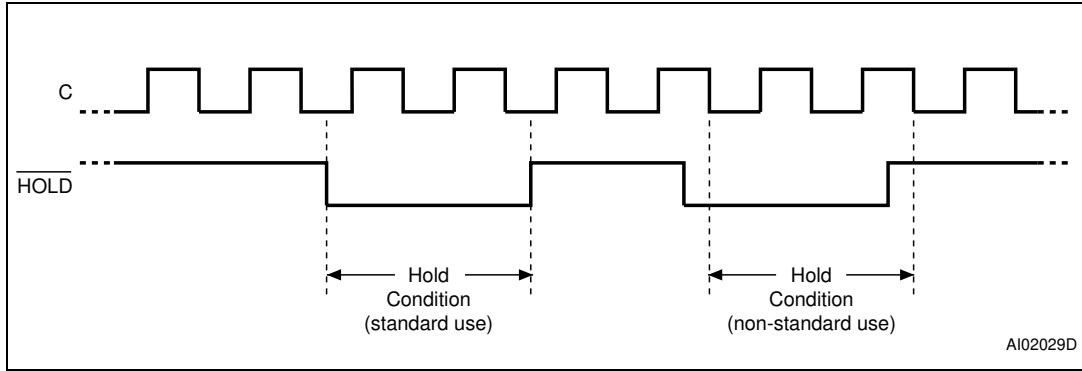 C
HOLD
Hold
Condition
(standard use)
Hold
Condition
(non-standard use)
AI02029D